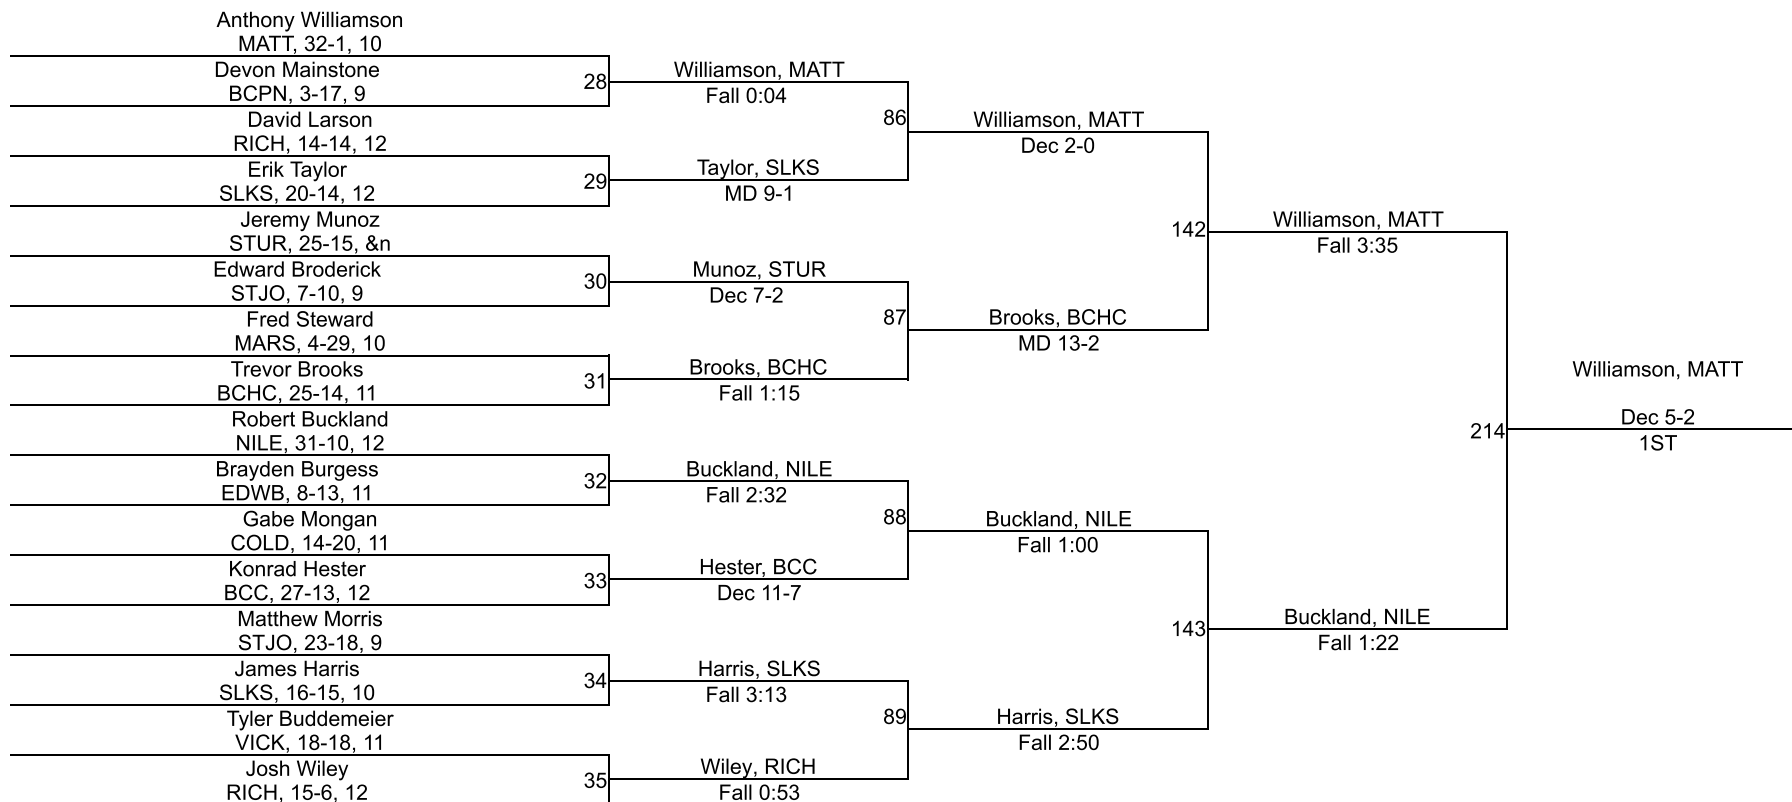 Anthony Williamson
MATT, 32-1, 10
Devon Mainstone
BCPN, 3-17, 9
28
David Larson
RICH, 14-14, 12
Erik Taylor
SLKS, 20-14, 12
29
Jeremy Munoz
STUR, 25-15, &n
Edward Broderick
STJO, 7-10, 9
30
Fred Steward
MARS, 4-29, 10
Trevor Brooks
BCHC, 25-14, 11
31
Robert Buckland
NILE, 31-10, 12
Brayden Burgess
EDWB, 8-13, 11
32
Gabe Mongan
COLD, 14-20, 11
Konrad Hester
BCC, 27-13, 12
33
Matthew Morris
STJO, 23-18, 9
James Harris
SLKS, 16-15, 10
34
Tyler Buddemeier
VICK, 18-18, 11
Josh Wiley
RICH, 15-6, 12
35
Williamson, MATT
Fall 0:04
86
Taylor, SLKS
MD 9-1
Munoz, STUR
Dec 7-2
87
Brooks, BCHC
Fall 1:15
Buckland, NILE
Fall 2:32
88
Hester, BCC
Dec 11-7
Harris, SLKS
Fall 3:13
89
Wiley, RICH
Fall 0:53
Williamson, MATT
Dec 2-0
142
Brooks, BCHC
MD 13-2
Buckland, NILE
Fall 1:00
143
Harris, SLKS
Fall 2:50
Williamson, MATT
Fall 3:35
214
Buckland, NILE
Fall 1:22
Williamson, MATT
Dec 5-2
1ST